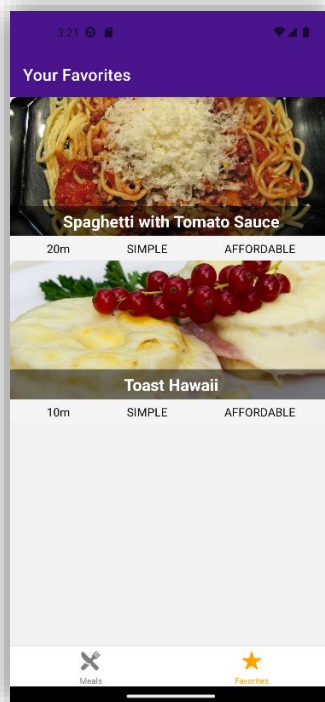 3:21
Your Favorites
Spaghetti with Tomato Sauce
20m SIMPLE AFFORDABLE
Toast Hawaii
10m SIMPLE AFFORDABLE
Meals Favorites